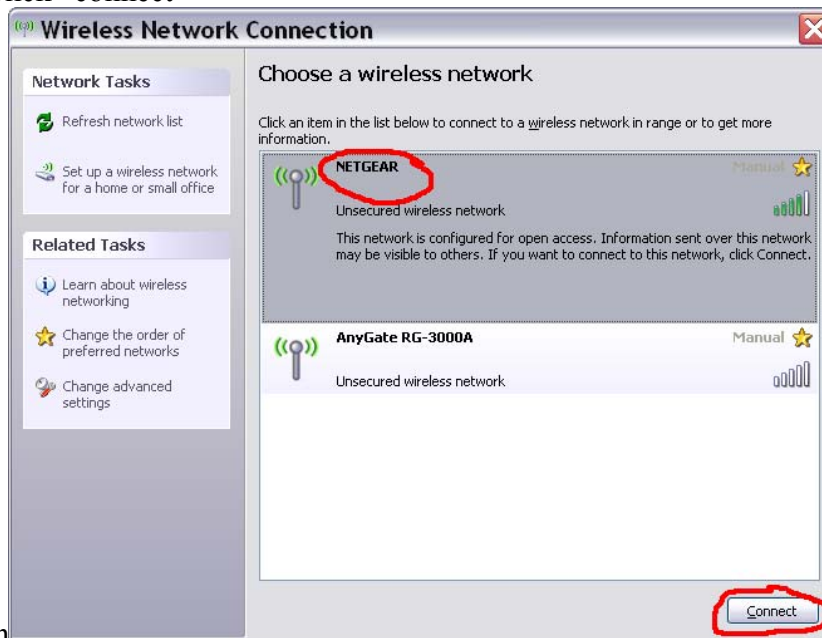 Wireless Network Connection
Network Tasks
Refresh network list
Set up a wireless network
for a home or small office
Related Tasks
Learn about wireless
networking
Change the order of
preferred networks
Change advanced
settings
Choose a wireless network
Click an item in the list below to connect to a wireless network in range or to get more
information.
NETGEAR
Manual
Unsecured wireless network
This network is configured for open access. Information sent over this network
may be visible to others. If you want to connect to this network, click Connect.
AnyGate RG-3000A
Manual
Unsecured wireless network
Connect